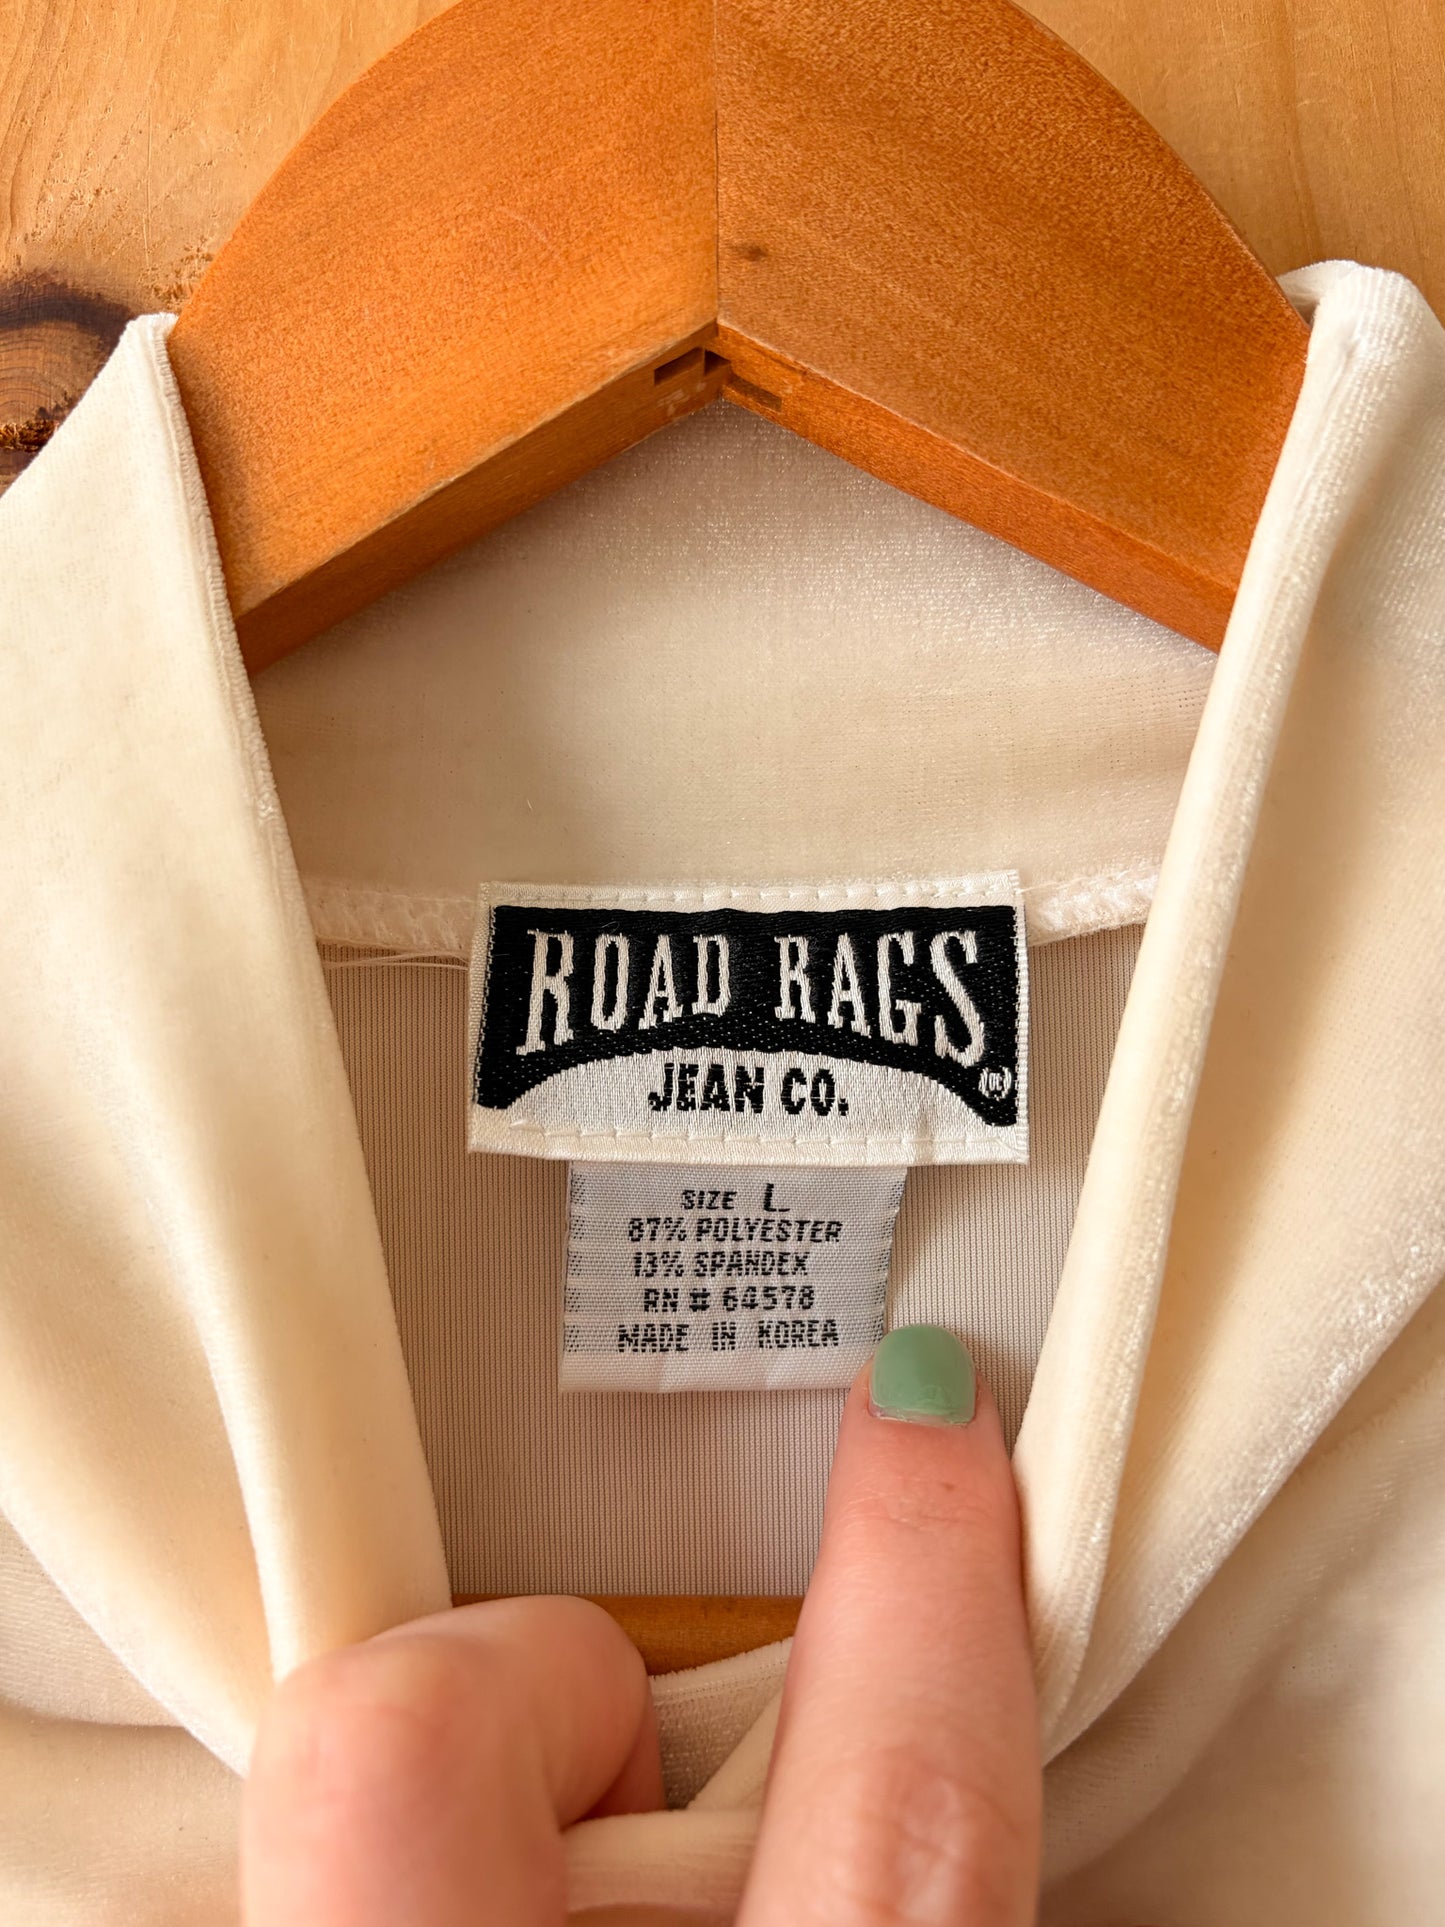 ROAD RAGS
JEAN CO.
SIZE L
87% POLYESTER
13% SPANDEX
RN # 64578
MADE IN KOREA